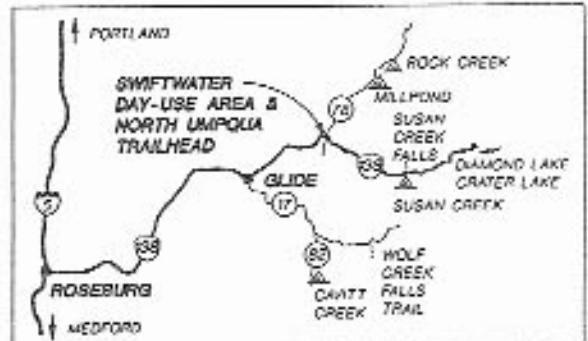 PORTLAND
ROCK CREEK
MILLPOND
SWIFTWATER
DAY-USE AREA &
NORTH UMPQUA
TRAILHEAD
78
SUSAN
CREEK
FALLS
138
DIAMOND LAKE
CRATER LAKE
SUSAN CREEK
GLIDE
17
5
138
82
WOLF
CREEK
FALLS
TRAIL
CAVITT
CREEK
ROSEBURG
MEDFORD